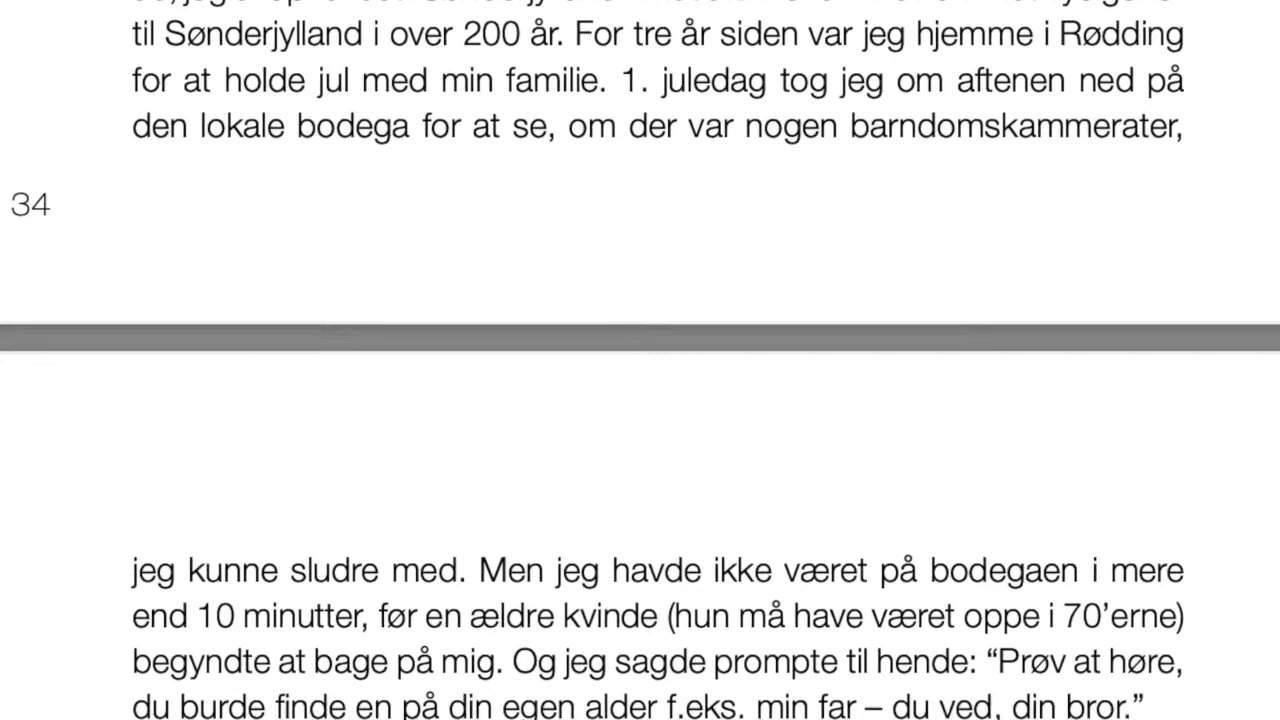 til Sønderjylland i over 200 år. For tre år siden var jeg hjemme i Rødding
for at holde jul med min familie. 1. juledag tog jeg om aftenen ned på
den lokale bodega for at se, om der var nogen barndomskammerater,
34
jeg kunne sludre med. Men jeg havde ikke været på bodegaen i mere
end 10 minutter, før en ældre kvinde (hun må have været oppe i 70’erne)
begyndte at bage på mig. Og jeg sagde prompte til hende: “Prøv at høre,
du burde finde en på din egen alder f.eks. min far – du ved, din bror.”